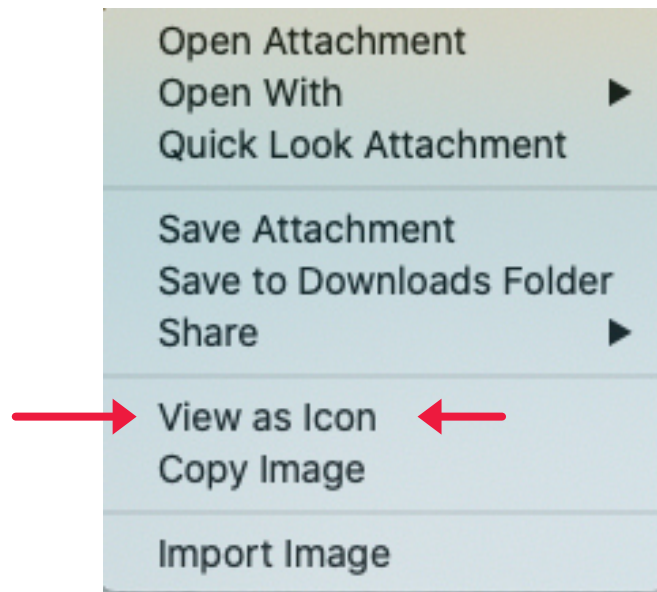 Open Attachment
Open With
Quick Look Attachment
Save Attachment
Save to Downloads Folder
Share
View as Icon
Copy Image
Import Image